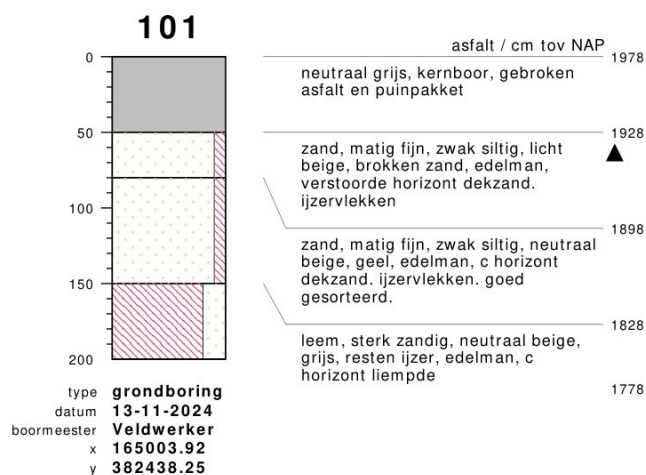 101
asfalt / cm tov NAP
0
1978
neutraal grijs, kernboor, gebroken
asfalt en puinpakket
50
1928
zand, matig fijn, zwak siltig, licht
beige, brokken zand, edelman,
verstoorde horizont dekzand.
ijzervlekken
100
1898
zand, matig fijn, zwak siltig, neutraal
beige, geel, edelman, c horizont
dekzand. ijzervlekken. goed
gesorteerd.
150
1828
leem, sterk zandig, neutraal beige,
grijs, resten ijzer, edelman, c
horizont liempde
200
1778
type grondboring
datum 13-11-2024
boormeester Veldwerker
x 165003.92
y 382438.25